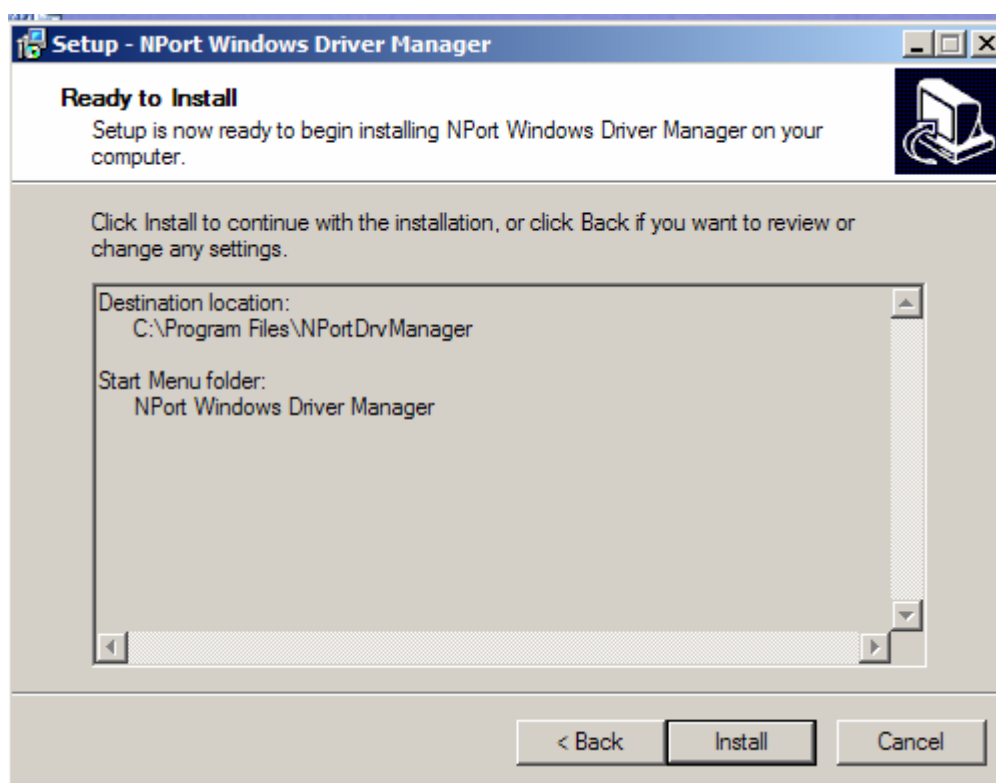 Setup - NPort Windows Driver Manager
Ready to Install
Setup is now ready to begin installing NPort Windows Driver Manager on your
computer.
Click Install to continue with the installation, or click Back if you want to review or
change any settings.
Destination location:
C:\Program Files\NPortDrvManager
Start Menu folder:
NPort Windows Driver Manager
< Back
Install
Cancel